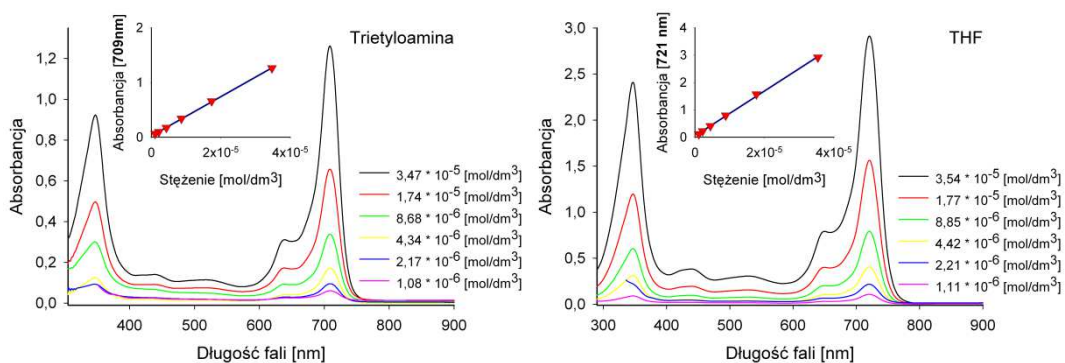 Trietyloamina
Absorbancja
1,2
1,0
0,8
0,6
0,4
0,2
0,0
400
500
600
700
800
900
Długość fali [nm]
Absorbancja [709nm]
2
1
0
0
2x10-5
4x10-5
Stężenie [mol/dm3]
3,47 * 10-5 [mol/dm3]
1,74 * 10-5 [mol/dm3]
8,68 * 10-6 [mol/dm3]
4,34 * 10-6 [mol/dm3]
2,17 * 10-6 [mol/dm3]
1,08 * 10-6 [mol/dm3]
THF
Absorbancja
3,0
2,5
2,0
1,5
1,0
0,5
0,0
300
400
500
600
700
800
900
Długość fali [nm]
Absorbancja [721 nm]
4
3
2
1
0
0
2x10-5
4x10-5
Stężenie [mol/dm3]
3,54 * 10-5 [mol/dm3]
1,77 * 10-5 [mol/dm3]
8,85 * 10-6 [mol/dm3]
4,42 * 10-6 [mol/dm3]
2,21 * 10-6 [mol/dm3]
1,11 * 10-6 [mol/dm3]